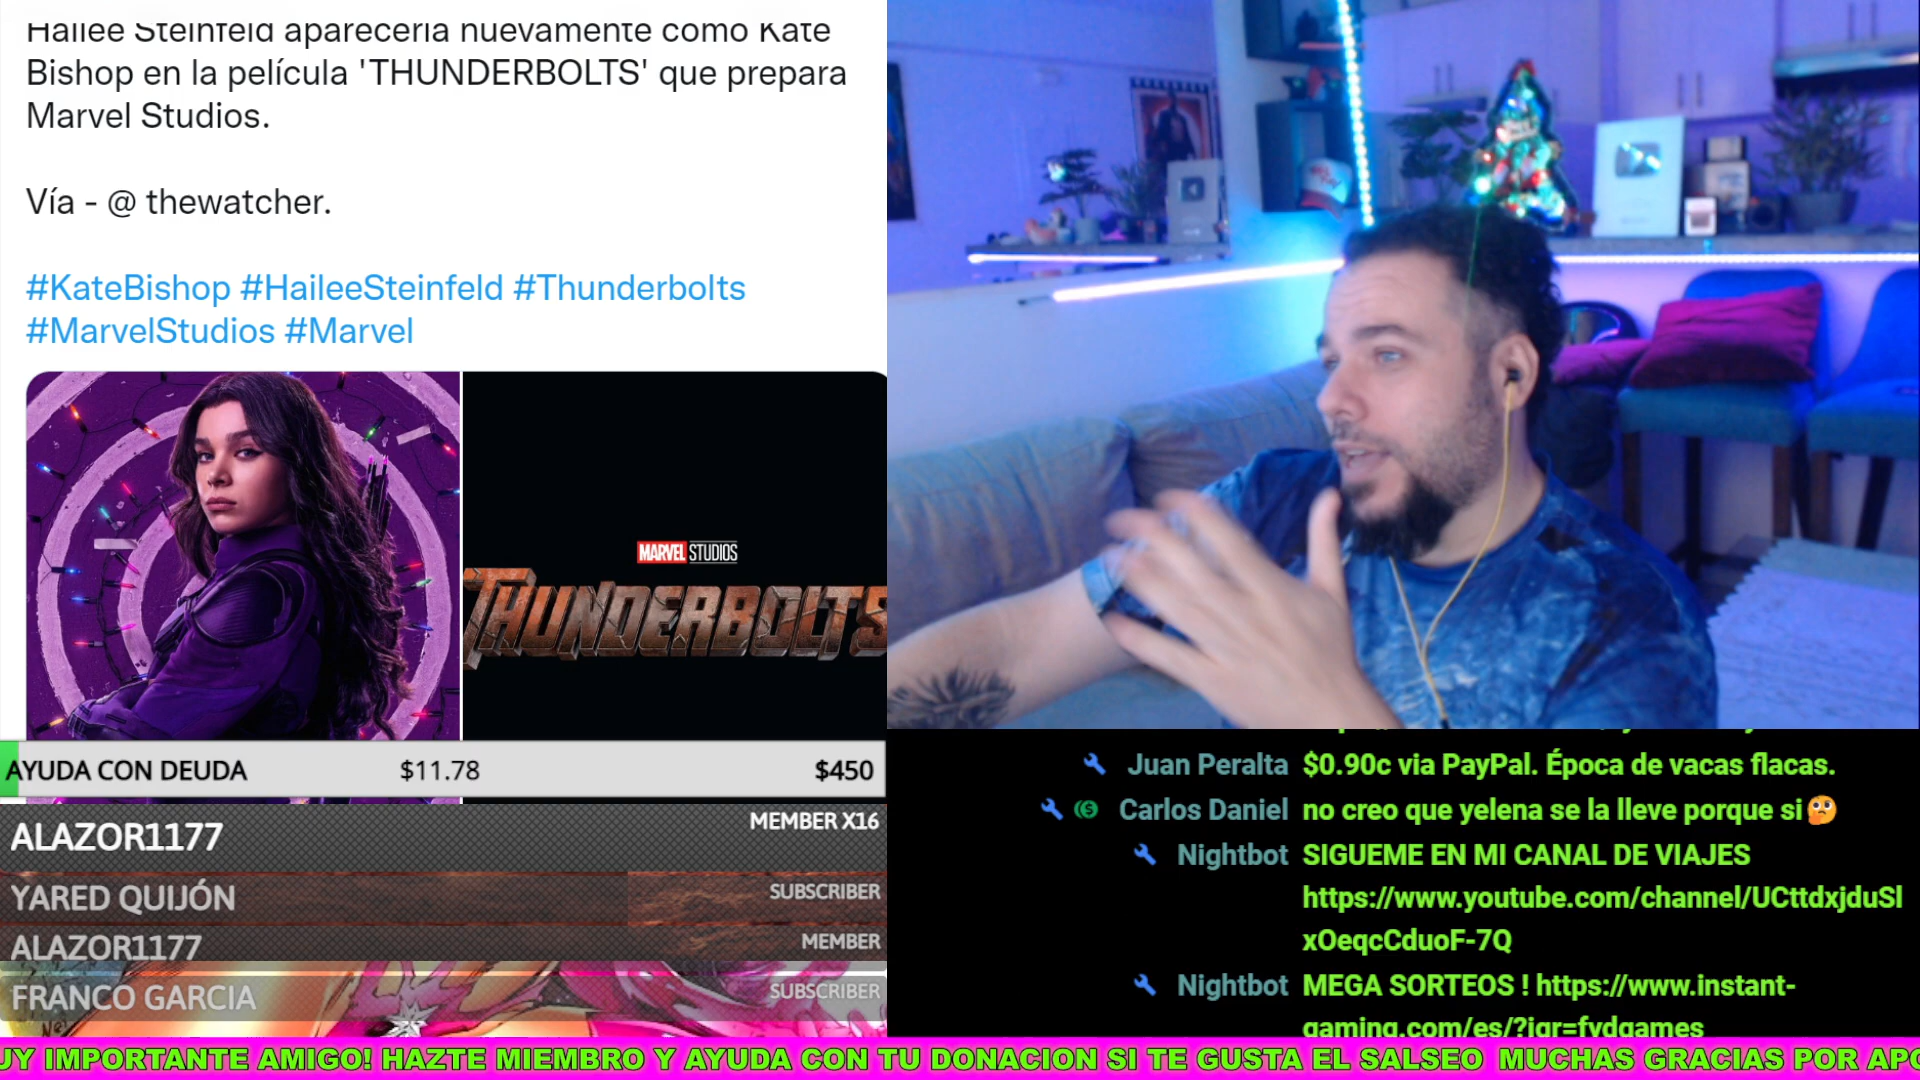 Hailee Steinfeld aparecería nuevamente como Kate
Bishop en la película 'THUNDERBOLTS' que prepara
Marvel Studios.
Vía - @ thewatcher.
#KateBishop #HaileeSteinfeld #Thunderbolts
#MarvelStudios #Marvel
MARVEL STUDIOS
THUNDERBOLTS
AYUDA CON DEUDA $11.78 $450
ALAZOR1177 MEMBER X16
YARED QUIJÓN SUBSCRIBER
ALAZOR1177 MEMBER
FRANCO GARCIA SUBSCRIBER
Juan Peralta $0.90c via PayPal. Época de vacas flacas.
Carlos Daniel no creo que yelena se la lleve porque si🤔
Nightbot SIGUEME EN MI CANAL DE VIAJES
https://www.youtube.com/channel/UCttdxjduSl
xOeqcCduoF-7Q
Nightbot MEGA SORTEOS ! https://www.instant-
gaming.com/es/?igr=fydgames
UY IMPORTANTE AMIGO! HAZTE MIEMBRO Y AYUDA CON TU DONACION SI TE GUSTA EL SALSEO MUCHAS GRACIAS POR APO